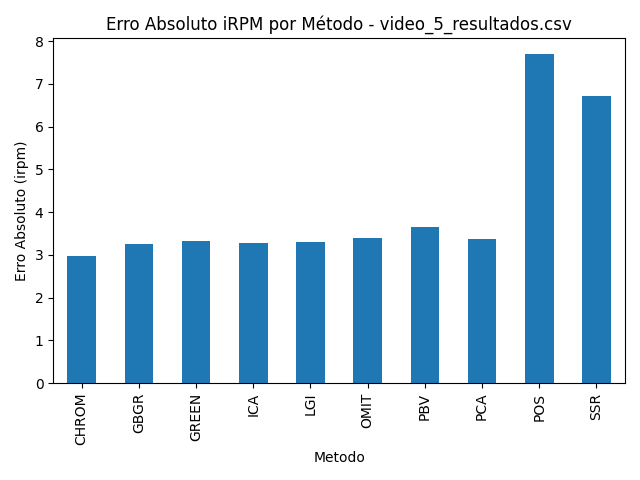 Erro Absoluto iRPM por Método - video_5_resultados.csv
Erro Absoluto (irpm)
8
7
6
5
4
3
2
1
0
CHROM
GBGR
GREEN
ICA
LGI
OMIT
PBV
PCA
POS
SSR
Metodo